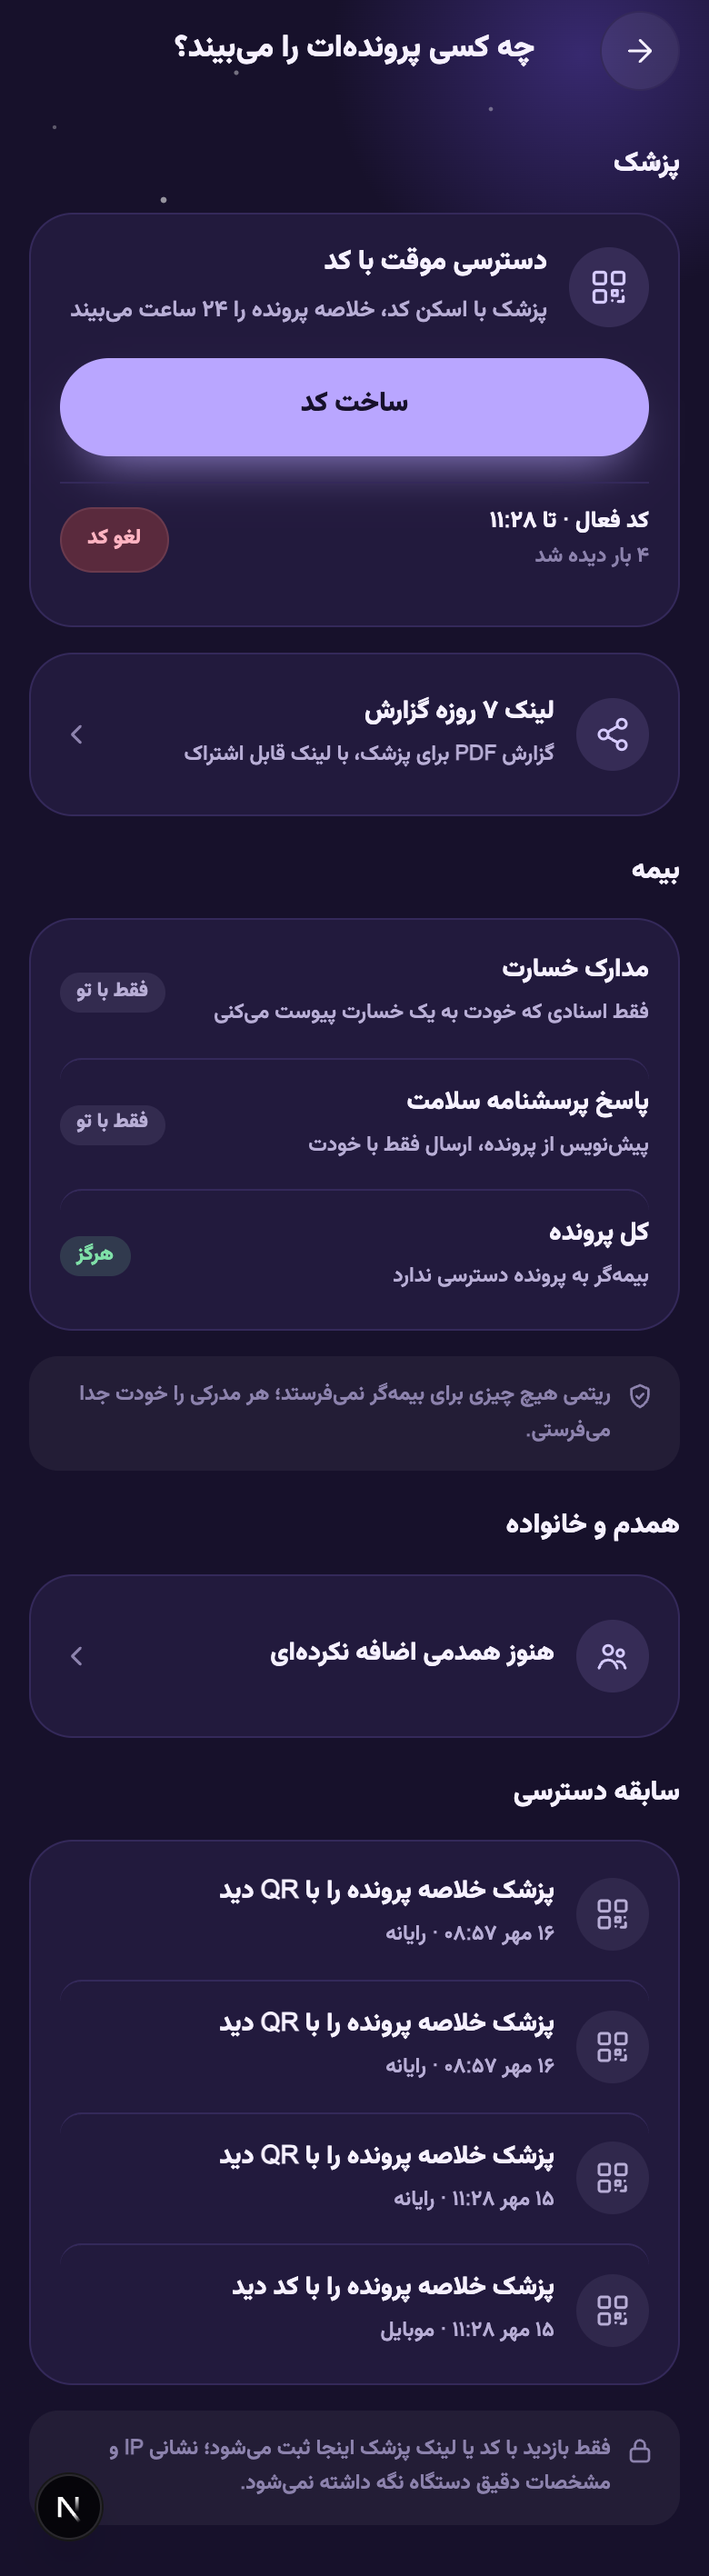 چه کسی پرونده‌ات را می‌بیند؟
پزشک
دسترسی موقت با کد
پزشک با اسکن کد، خلاصه پرونده را ۲۴ ساعت می‌بیند
ساخت کد
کد فعال · تا ۱۱:۲۸
۴ بار دیده شد
لغو کد
لینک ۷ روزه گزارش
گزارش PDF برای پزشک، با لینک قابل اشتراک
بیمه
مدارک خسارت
فقط اسنادی که خودت به یک خسارت پیوست می‌کنی
فقط با تو
پاسخ پرسشنامه سلامت
پیش‌نویس از پرونده، ارسال فقط با خودت
فقط با تو
کل پرونده
بیمه‌گر به پرونده دسترسی ندارد
هرگز
ریتمی هیچ چیزی برای بیمه‌گر نمی‌فرستد؛ هر مدرکی را خودت جدا
می‌فرستی.
همدم و خانواده
هنوز همدمی اضافه نکرده‌ای
سابقه دسترسی
پزشک خلاصه پرونده را با QR دید
۱۶ مهر ۰۸:۵۷ · رایانه
پزشک خلاصه پرونده را با QR دید
۱۶ مهر ۰۸:۵۷ · رایانه
پزشک خلاصه پرونده را با QR دید
۱۵ مهر ۱۱:۲۸ · رایانه
پزشک خلاصه پرونده را با کد دید
۱۵ مهر ۱۱:۲۸ · موبایل
فقط بازدید با کد یا لینک پزشک اینجا ثبت می‌شود؛ نشانی IP و
مشخصات دقیق دستگاه نگه داشته نمی‌شود.
N